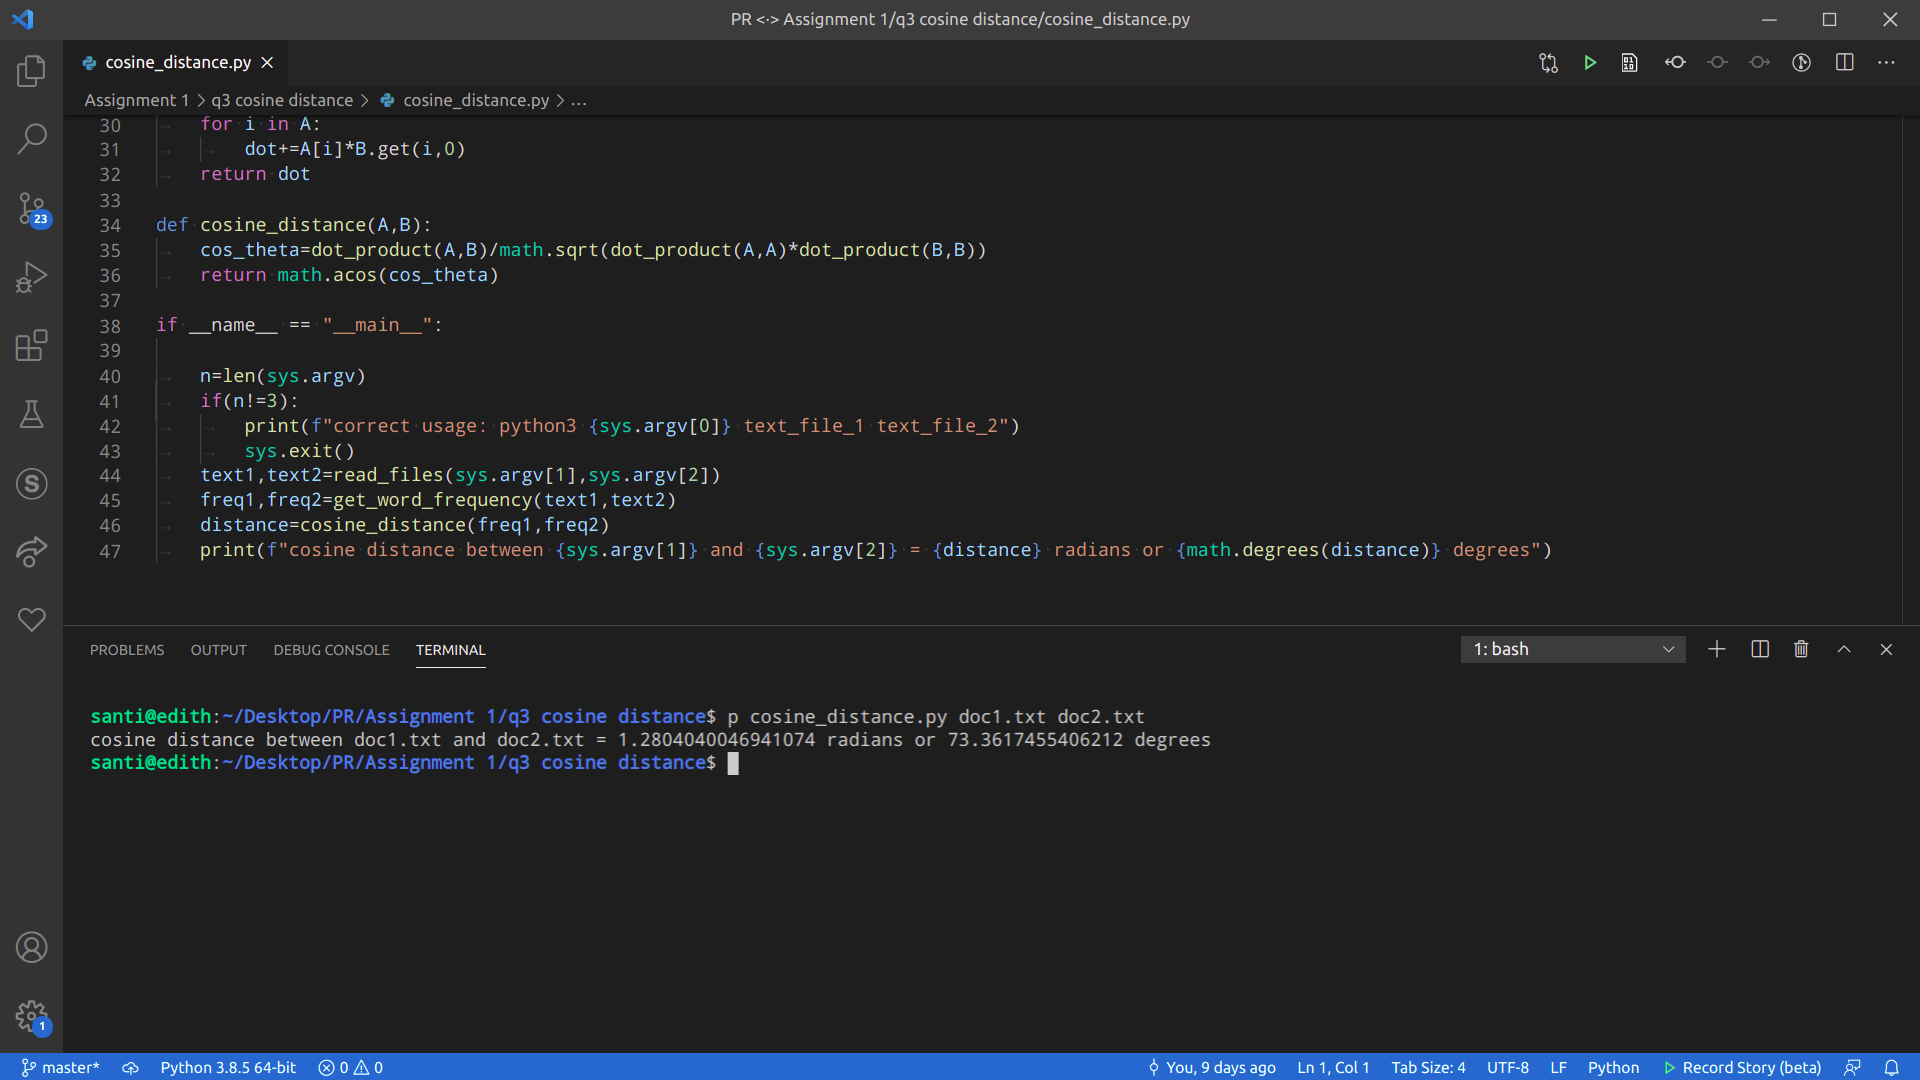 PR <·> Assignment 1/q3 cosine distance/cosine_distance.py
cosine_distance.py
Assignment 1 > q3 cosine distance > cosine_distance.py > ...
30 for i in A:
31 dot+=A[i]*B.get(i,0)
32 return dot
33
34 def cosine_distance(A,B):
35 cos_theta=dot_product(A,B)/math.sqrt(dot_product(A,A)*dot_product(B,B))
36 return math.acos(cos_theta)
37
38 if __name__ == "__main__":
39
40 n=len(sys.argv)
41 if(n!=3):
42 print(f"correct usage: python3 {sys.argv[0]} text_file_1 text_file_2")
43 sys.exit()
44 text1,text2=read_files(sys.argv[1],sys.argv[2])
45 freq1,freq2=get_word_frequency(text1,text2)
46 distance=cosine_distance(freq1,freq2)
47 print(f"cosine distance between {sys.argv[1]} and {sys.argv[2]} = {distance} radians or {math.degrees(distance)} degrees")
23
S
PROBLEMS OUTPUT DEBUG CONSOLE TERMINAL 1: bash
santi@edith:~/Desktop/PR/Assignment 1/q3 cosine distance$ p cosine_distance.py doc1.txt doc2.txt
cosine distance between doc1.txt and doc2.txt = 1.2804040046941074 radians or 73.3617455406212 degrees
santi@edith:~/Desktop/PR/Assignment 1/q3 cosine distance$
1
master* Python 3.8.5 64-bit 0 0 You, 9 days ago Ln 1, Col 1 Tab Size: 4 UTF-8 LF Python Record Story (beta)